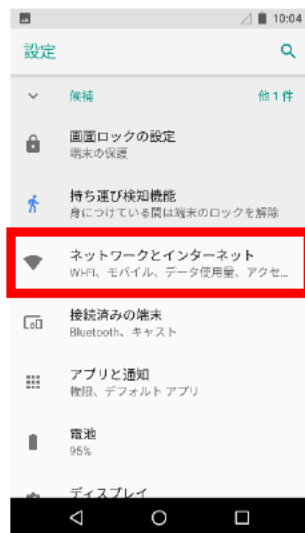 10:04
設定
候補 他 1 件
画面ロックの設定
端末の保護
持ち運び検知機能
身につけている間は端末のロックを解除
ネットワークとインターネット
Wi-Fi、モバイル、データ使用量、アクセ...
接続済みの端末
Bluetooth、キャスト
アプリと通知
権限、デフォルト アプリ
電池
95%
ディスプレイ